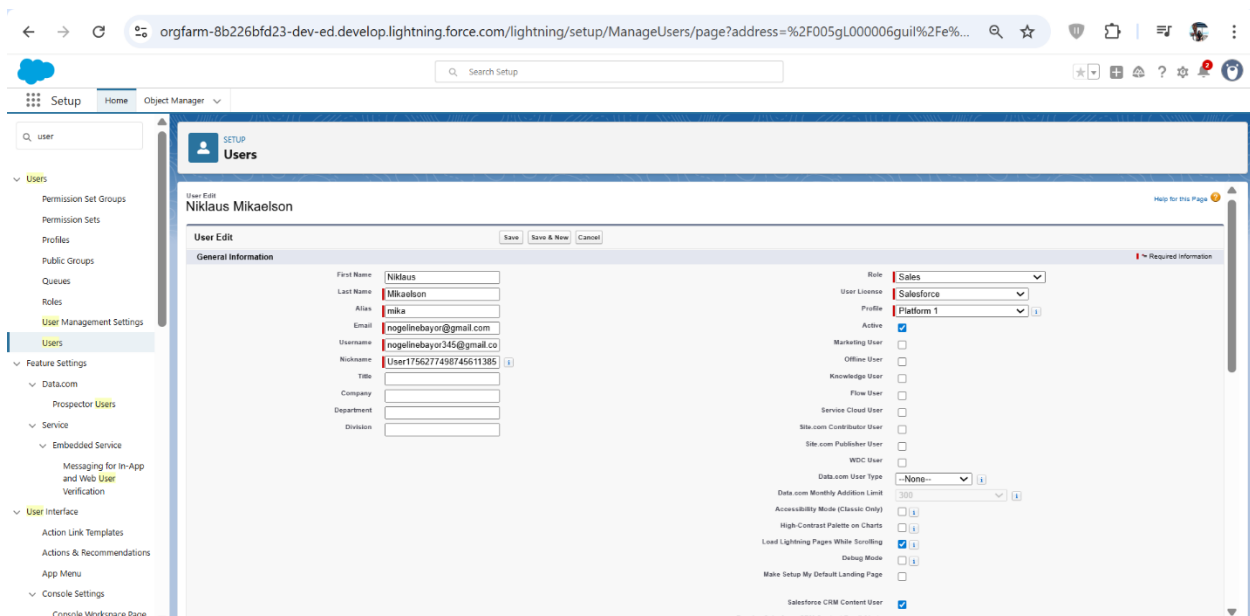 orgfarm-8b226bfd23-dev-ed.develop.lightning.force.com/lightning/setup/ManageUsers/page?address=%2F005gL000006guil%2Fe%...
Search Setup
2
Setup Home Object Manager
user
SETUP
Users
Users
Permission Set Groups
Permission Sets
Profiles
Public Groups
Queues
Roles
User Management Settings
Users
Feature Settings
Data.com
Prospector Users
Service
Embedded Service
Messaging for In-App
and Web User
Verification
User Interface
Action Link Templates
Actions & Recommendations
App Menu
Console Settings
Console Workspace Page
User Edit
Niklaus Mikaelson
Help for this Page
User Edit Save Save & New Cancel
General Information = Required Information
First Name Niklaus
Last Name Mikaelson
Alias mika
Email nogelinebayor@gmail.com
Username nogelinebayor345@gmail.co
Nickname User1756277498745611385
Title
Company
Department
Division
Role Sales
User License Salesforce
Profile Platform 1
Active
Marketing User
Offline User
Knowledge User
Flow User
Service Cloud User
Site.com Contributor User
Site.com Publisher User
WDC User
Data.com User Type --None--
Data.com Monthly Addition Limit 300
Accessibility Mode (Classic Only)
High-Contrast Palette on Charts
Load Lightning Pages While Scrolling
Debug Mode
Make Setup My Default Landing Page
Salesforce CRM Content User